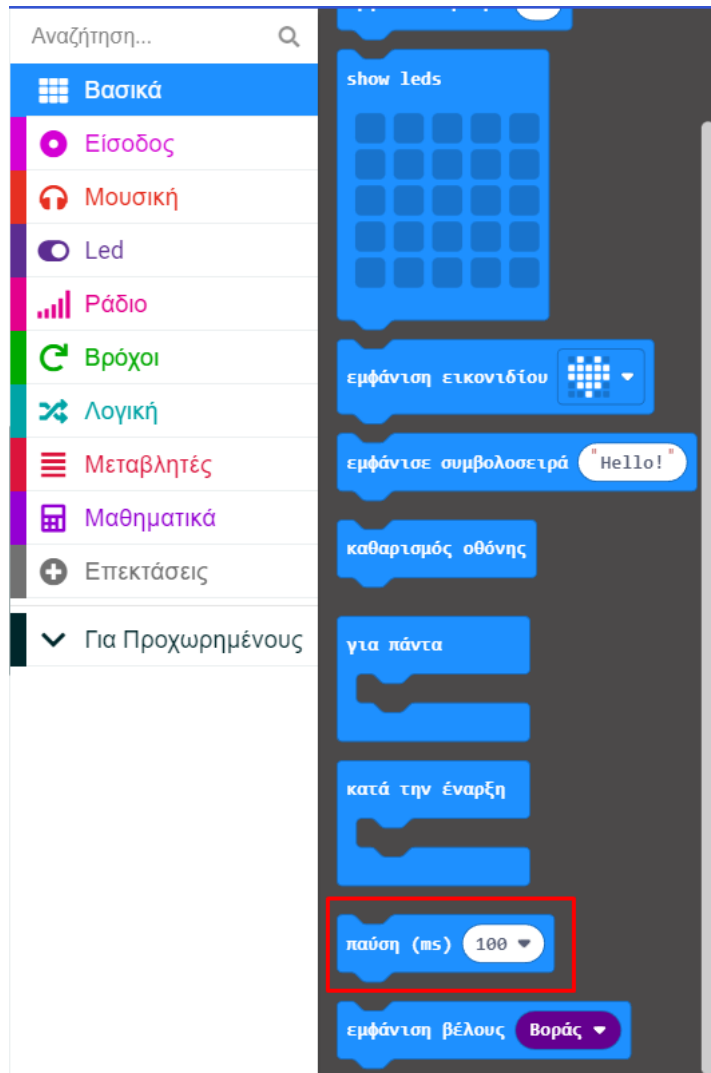 Αναζήτηση...
Βασικά
Είσοδος
Μουσική
Led
Ράδιο
Βρόχοι
Λογική
Μεταβλητές
Μαθηματικά
Επεκτάσεις
Για Προχωρημένους
show leds
εμφάνιση εικονιδίου
εμφάνισε συμβολοσειρά "Hello!"
καθαρισμός οθόνης
για πάντα
κατά την έναρξη
παύση (ms) 100
εμφάνιση βέλους Βοράς